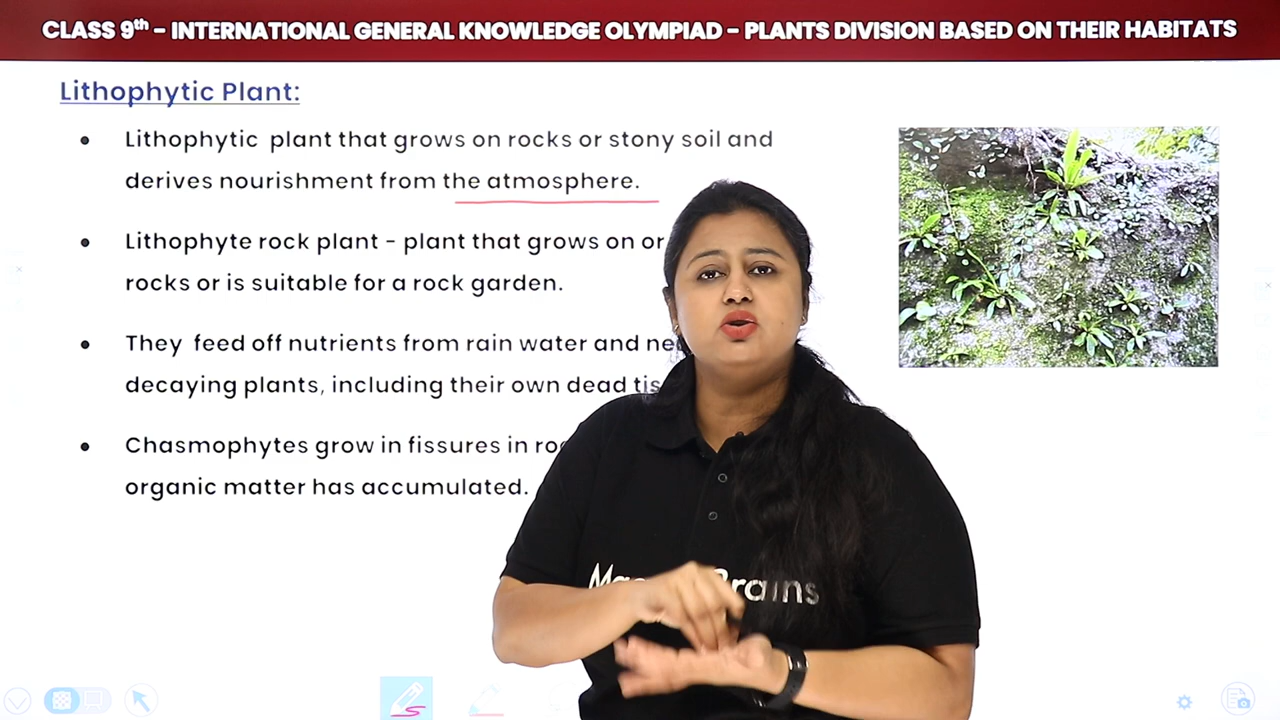 CLASS 9th - INTERNATIONAL GENERAL KNOWLEDGE OLYMPIAD - PLANTS DIVISION BASED ON THEIR HABITATS
Lithophytic Plant:
• Lithophytic plant that grows on rocks or stony soil and
derives nourishment from the atmosphere.
• Lithophyte rock plant - plant that grows on or
rocks or is suitable for a rock garden.
• They feed off nutrients from rain water and
decaying plants, including their own dead
• Chasmophytes grow in fissures in
organic matter has accumulated.